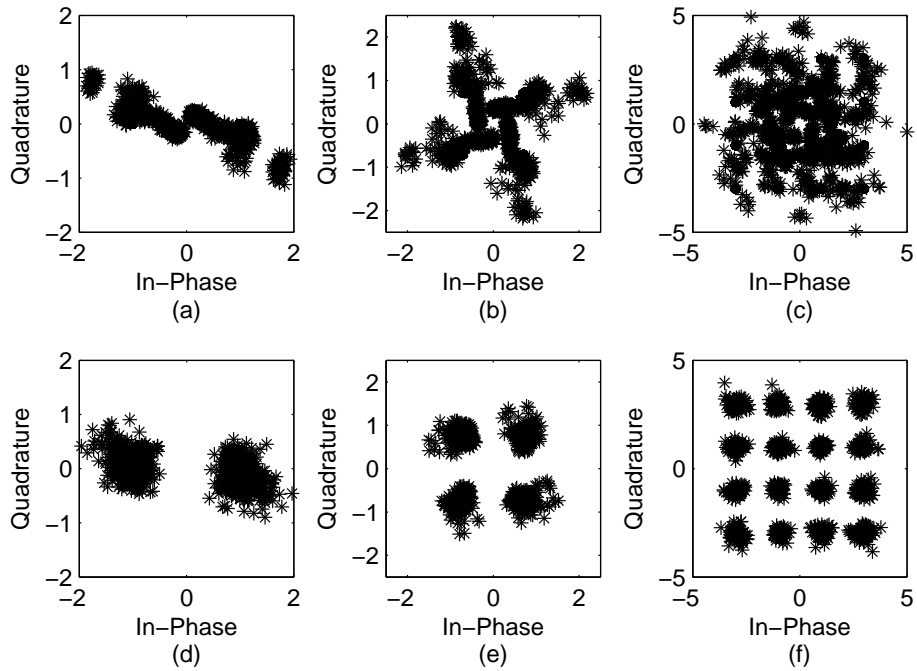 2
1
0
−1
−2
Quadrature
−2 0 2
In−Phase
(a)
2
1
0
−1
−2
Quadrature
−2 0 2
In−Phase
(b)
5
0
−5
Quadrature
−5 0 5
In−Phase
(c)
2
1
0
−1
−2
Quadrature
−2 0 2
In−Phase
(d)
2
1
0
−1
−2
Quadrature
−2 0 2
In−Phase
(e)
5
0
−5
Quadrature
−5 0 5
In−Phase
(f)